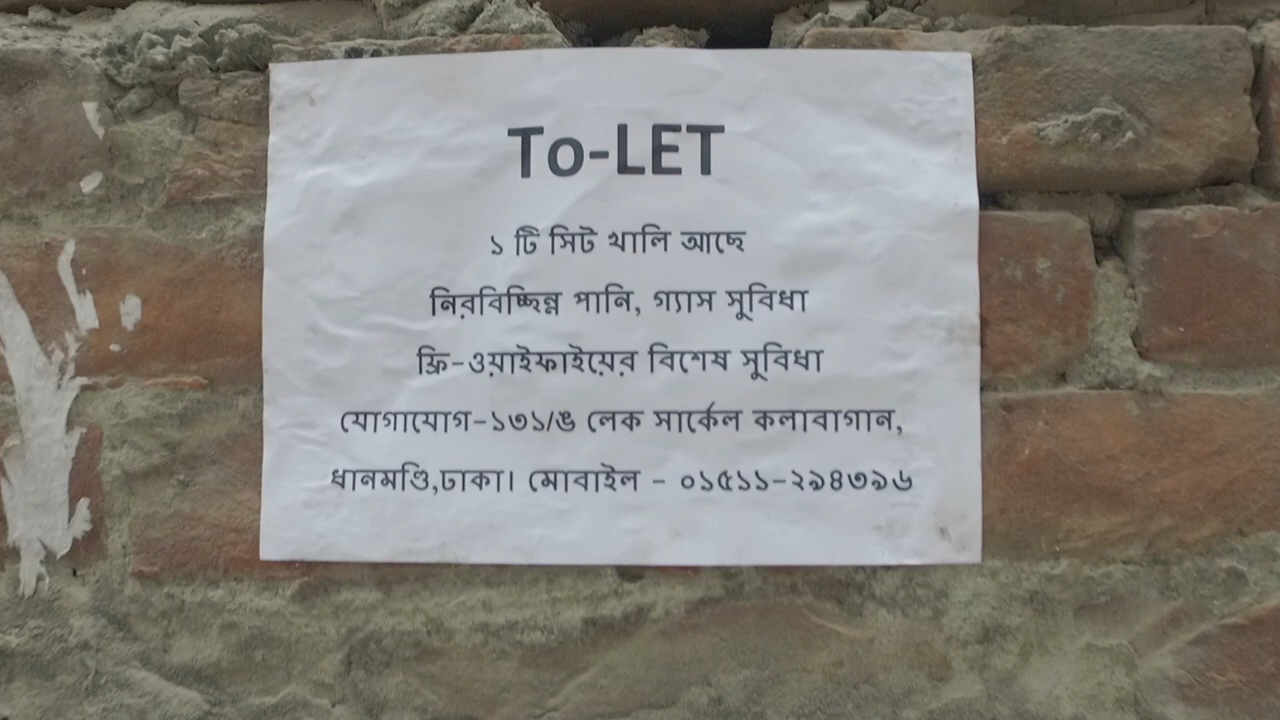 To-LET
১ টি সিট খালি আছে
নিরবিচ্ছিন্ন পানি, গ্যাস সুবিধা
ফ্রি-ওয়াইফাইয়ের বিশেষ সুবিধা
যোগাযোগ-১৩১/ঙ লেক সার্কেল কলাবাগান,
ধানমণ্ডি,ঢাকা। মোবাইল - ০১৫১১-২৯৪৩৯৬